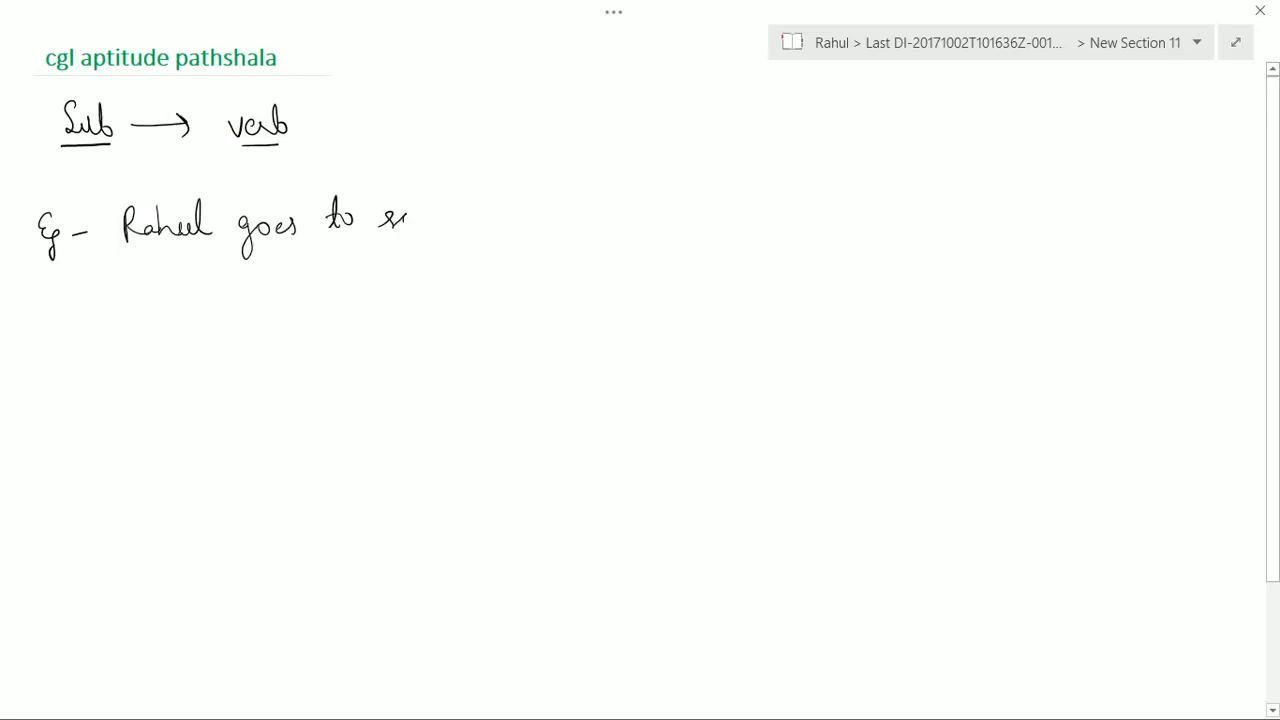 cgl aptitude pathshala
Rahul > Last DI-20171002T101636Z-001... > New Section 11
Sub → verb
Eg - Rahul goes to